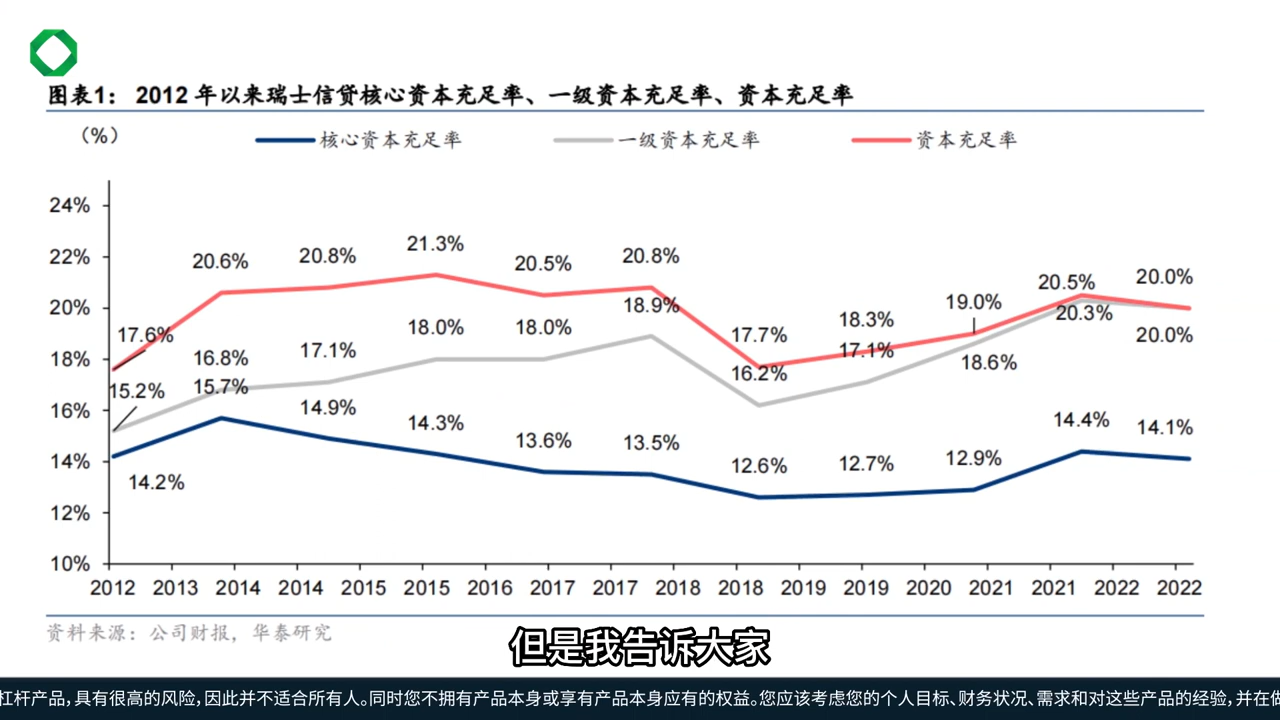 图表1： 2012 年以来瑞士信贷核心资本充足率、一级资本充足率、资本充足率
（%） 核心资本充足率 一级资本充足率 资本充足率
24%
22%
20%
18%
16%
14%
12%
10%
17.6% 20.6% 20.8% 21.3% 20.5% 20.8% 17.7% 18.3% 19.0% 20.5% 20.0%
15.2% 16.8% 17.1% 18.0% 18.0% 18.9% 16.2% 17.1% 18.6% 20.3% 20.0%
14.2% 15.7% 14.9% 14.3% 13.6% 13.5% 12.6% 12.7% 12.9% 14.4% 14.1%
2012 2013 2014 2014 2015 2015 2016 2017 2017 2018 2018 2019 2019 2020 2021 2021 2022 2022
资料来源：公司财报，华泰研究
但是我告诉大家
杠杆产品，具有很高的风险，因此并不适合所有人。同时您不拥有产品本身或享有产品本身应有的权益。您应该考虑您的个人目标、财务状况、需求和对这些产品的经验，并在做